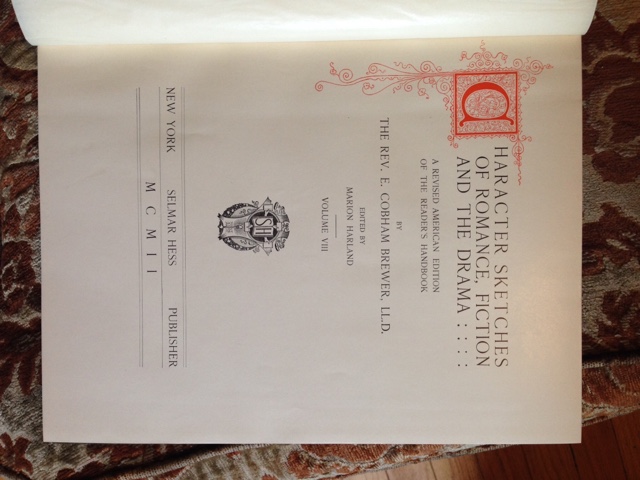 CHARACTER SKETCHES
OF ROMANCE, FICTION
AND THE DRAMA : : : :
A REVISED AMERICAN EDITION
OF THE READER'S HANDBOOK
BY
THE REV. E. COBHAM BREWER, LL.D.
EDITED BY
MARION HARLAND
VOLUME VIII
SH
NEW YORK SELMAR HESS PUBLISHER
M C M I I